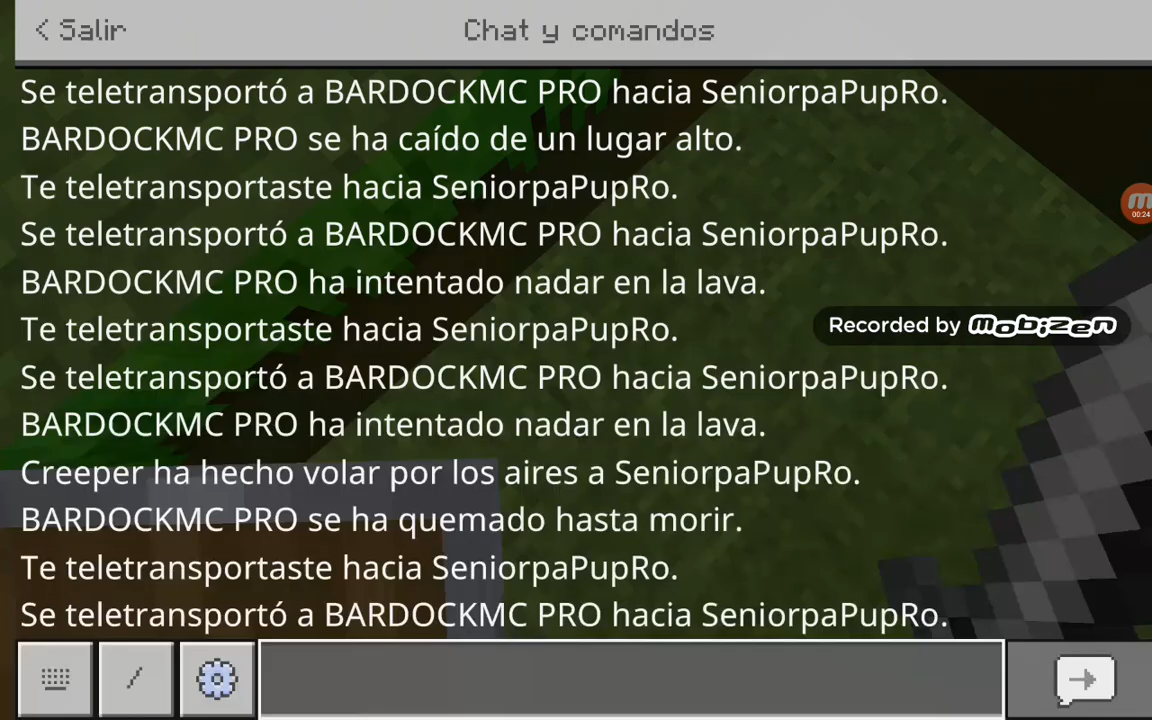 < Salir
Chat y comandos
Se teletransportó a BARDOCKMC PRO hacia SeniorpaPupRo.
BARDOCKMC PRO se ha caído de un lugar alto.
Te teletransportaste hacia SeniorpaPupRo.
00:24
Se teletransportó a BARDOCKMC PRO hacia SeniorpaPupRo.
BARDOCKMC PRO ha intentado nadar en la lava.
Te teletransportaste hacia SeniorpaPupRo.
Recorded by mobizen
Se teletransportó a BARDOCKMC PRO hacia SeniorpaPupRo.
BARDOCKMC PRO ha intentado nadar en la lava.
Creeper ha hecho volar por los aires a SeniorpaPupRo.
BARDOCKMC PRO se ha quemado hasta morir.
Te teletransportaste hacia SeniorpaPupRo.
Se teletransportó a BARDOCKMC PRO hacia SeniorpaPupRo.
/